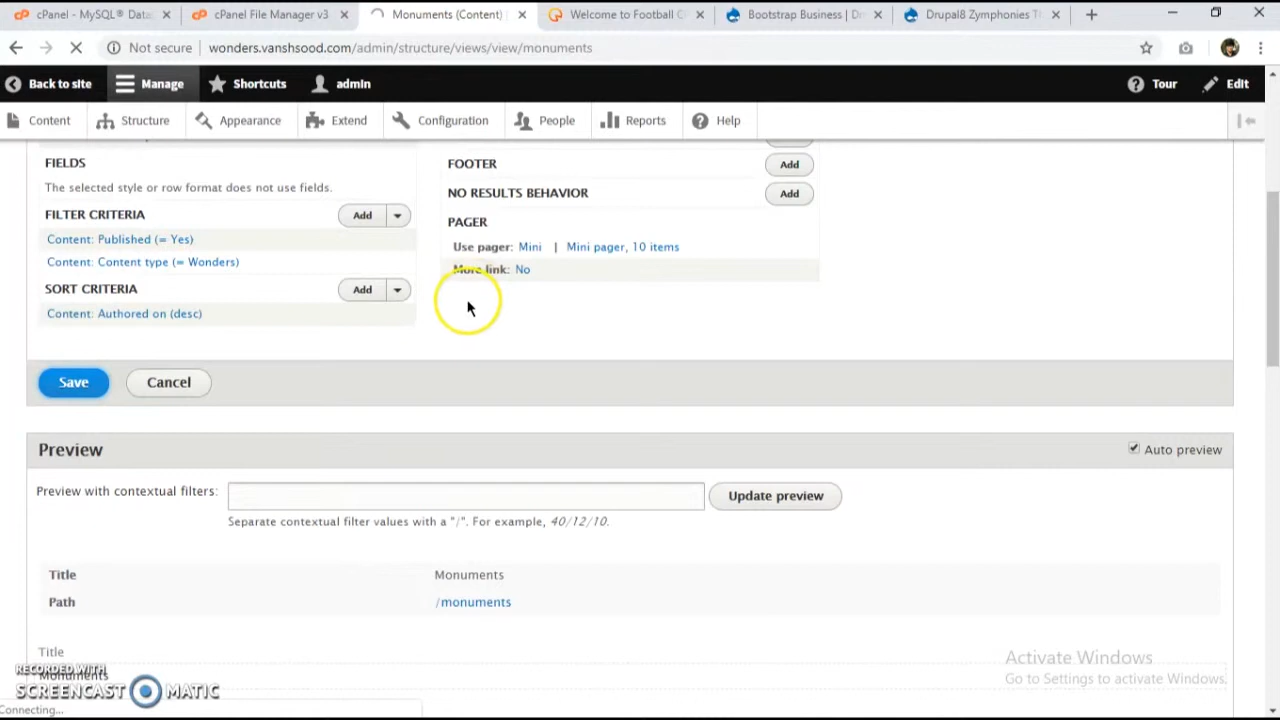 cPanel - MySQL® Data
cPanel File Manager v3
Monuments (Content)
Welcome to Football C
Bootstrap Business | D
Drupal8 Zymphonies T
Not secure
wonders.vanshsood.com/admin/structure/views/view/monuments
Back to site
Manage
Shortcuts
admin
Tour
Edit
Content
Structure
Appearance
Extend
Configuration
People
Reports
Help
FIELDS
The selected style or row format does not use fields.
FILTER CRITERIA
Add
Content: Published (= Yes)
Content: Content type (= Wonders)
SORT CRITERIA
Add
Content: Authored on (desc)
FOOTER
Add
NO RESULTS BEHAVIOR
Add
PAGER
Use pager: Mini | Mini pager, 10 items
More link: No
Save
Cancel
Preview
Auto preview
Preview with contextual filters:
Update preview
Separate contextual filter values with a "/". For example, 40/12/10.
Title
Monuments
Path
/monuments
Title
Monuments
RECORDED WITH
SCREENCAST MATIC
Connecting...
Activate Windows
Go to Settings to activate Windows.